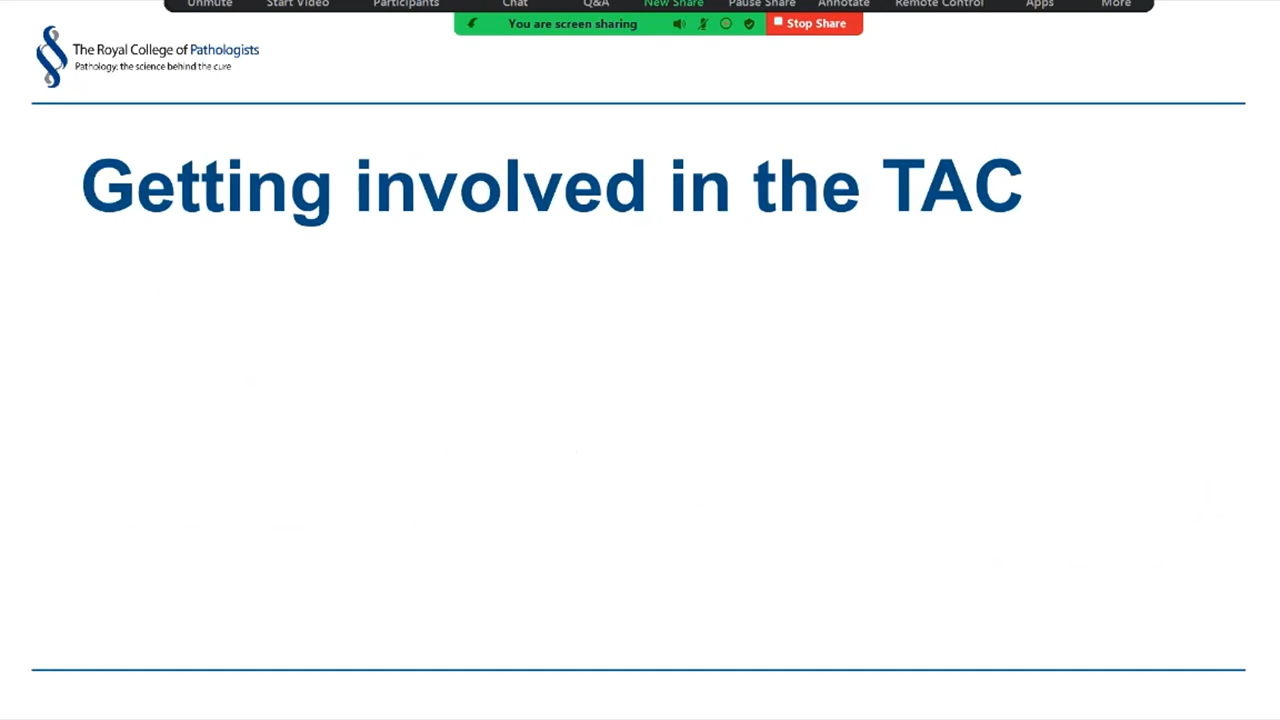 Unmute Start Video Participants Chat Q&A New Share Pause Share Annotate Remote Control Apps More
You are screen sharing Stop Share
The Royal College of Pathologists
Pathology: the science behind the cure
Getting involved in the TAC